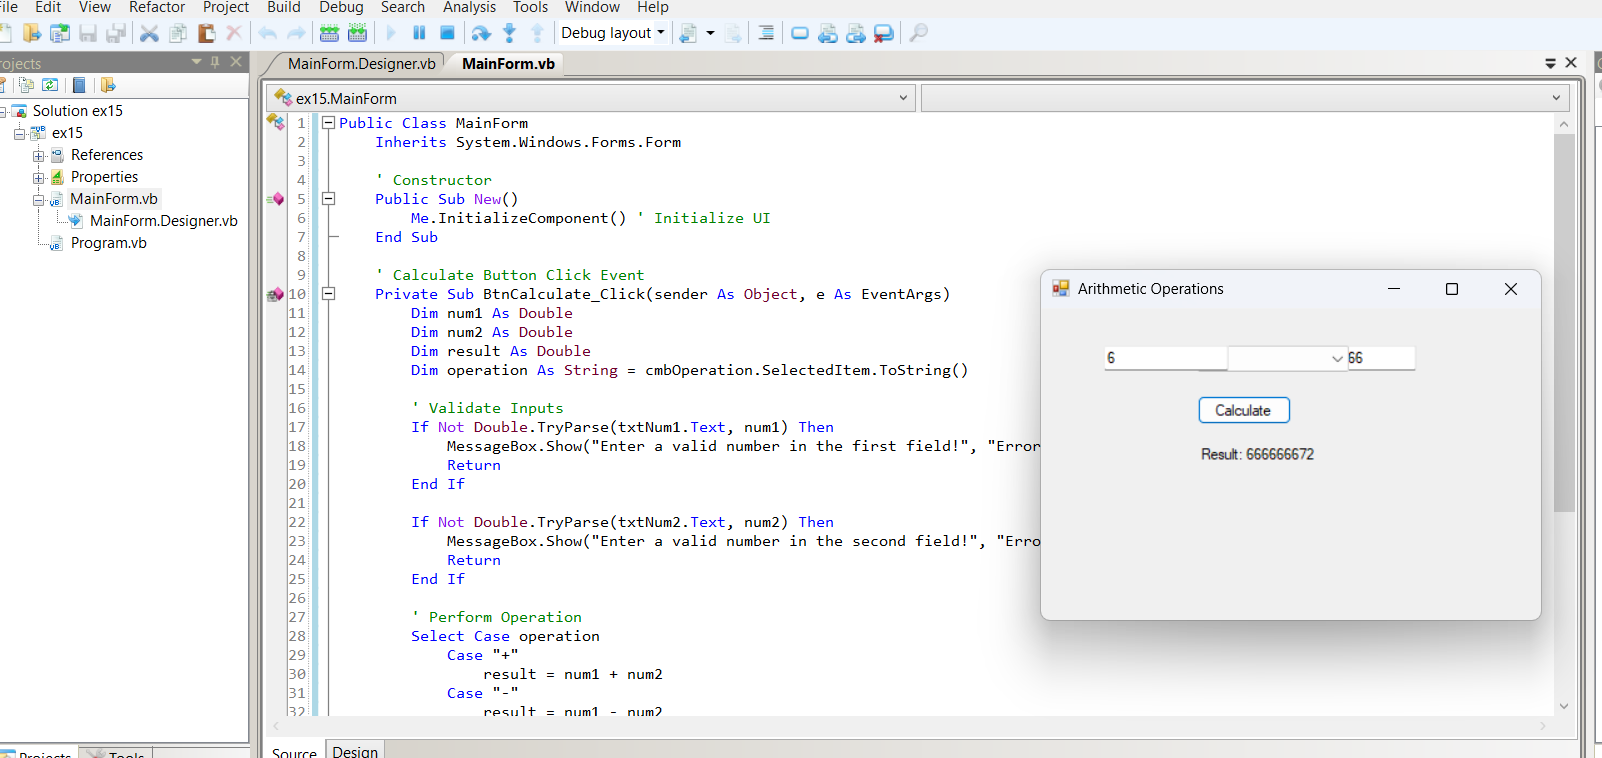 File Edit View Refactor Project Build Debug Search Analysis Tools Window Help
Debug layout
Projects
MainForm.Designer.vb MainForm.vb
ex15.MainForm
Solution ex15
ex15
References
Properties
MainForm.vb
MainForm.Designer.vb
Program.vb
1 Public Class MainForm
2 Inherits System.Windows.Forms.Form
3
4 ' Constructor
5 Public Sub New()
6 Me.InitializeComponent() ' Initialize UI
7 End Sub
8
9 ' Calculate Button Click Event
10 Private Sub BtnCalculate_Click(sender As Object, e As EventArgs)
11 Dim num1 As Double
12 Dim num2 As Double
13 Dim result As Double
14 Dim operation As String = cmbOperation.SelectedItem.ToString()
15
16 ' Validate Inputs
17 If Not Double.TryParse(txtNum1.Text, num1) Then
18 MessageBox.Show("Enter a valid number in the first field!", "Error
19 Return
20 End If
21
22 If Not Double.TryParse(txtNum2.Text, num2) Then
23 MessageBox.Show("Enter a valid number in the second field!", "Erro
24 Return
25 End If
26
27 ' Perform Operation
28 Select Case operation
29 Case "+"
30 result = num1 + num2
31 Case "-"
32 result = num1 - num2
Arithmetic Operations
6 66
Calculate
Result: 666666672
Projects Tools
Source Design